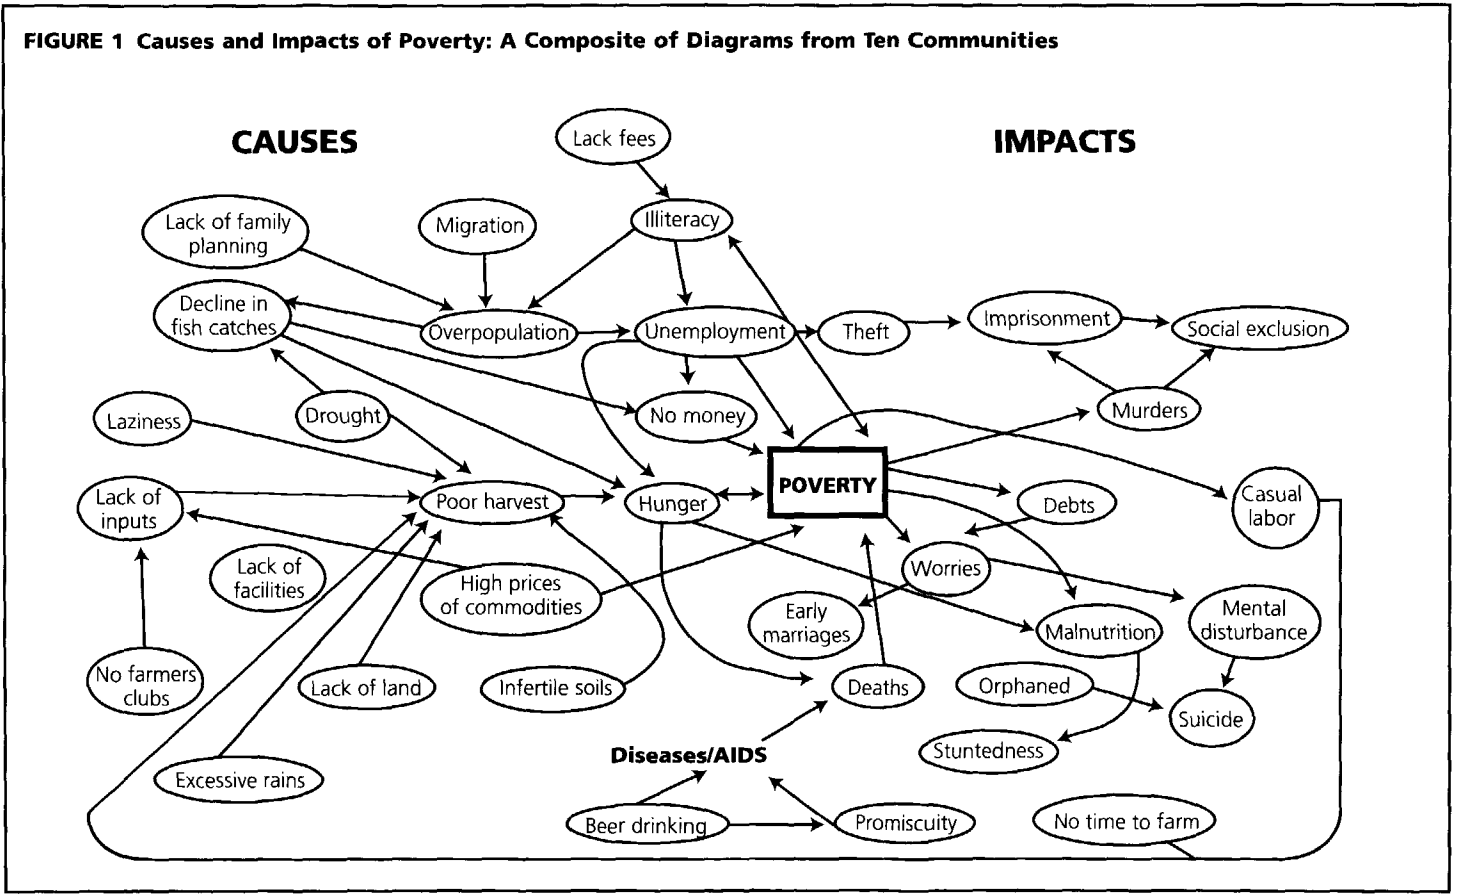 FIGURE 1 Causes and Impacts of Poverty: A Composite of Diagrams from Ten Communities
CAUSES
IMPACTS
Lack fees
Lack of family
planning
Migration
Illiteracy
Decline in
fish catches
Overpopulation
Unemployment
Theft
Imprisonment
Social exclusion
Laziness
Drought
No money
Murders
POVERTY
Lack of
inputs
Poor harvest
Hunger
Debts
Casual
labor
Lack of
facilities
High prices
of commodities
Worries
Early
marriages
Malnutrition
Mental
disturbance
No farmers
clubs
Lack of land
Infertile soils
Deaths
Orphaned
Suicide
Stuntedness
Diseases/AIDS
Excessive rains
Beer drinking
Promiscuity
No time to farm